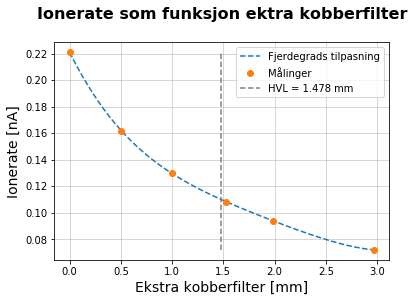 Ionerate som funksjon ektra kobberfilter
Fjerdegrads tilpasning
Målinger
HVL = 1.478 mm
Ionerate [nA]
0.22
0.20
0.18
0.16
0.14
0.12
0.10
0.08
0.0 0.5 1.0 1.5 2.0 2.5 3.0
Ekstra kobberfilter [mm]